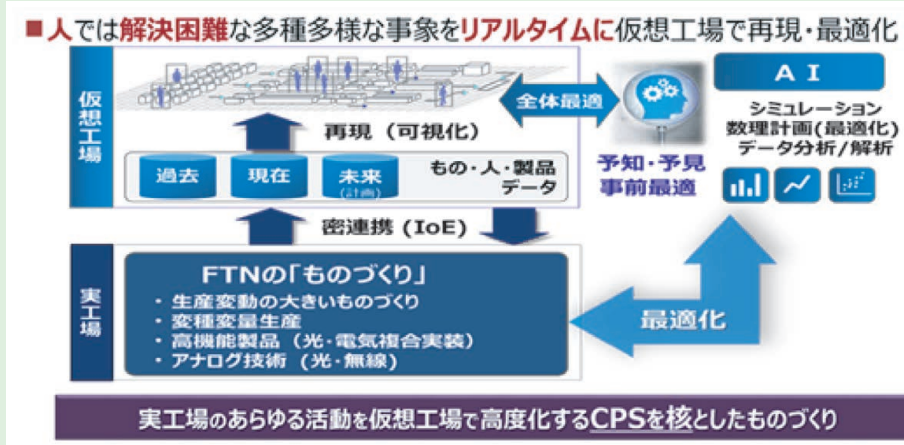 ■人では解決困難な多種多様な事象をリアルタイムに仮想工場で再現・最適化
仮想工場
全体最適
再現（可視化）
過去
現在
未来
(計画)
もの・人・製品
データ
予知・予見
事前最適
AI
シミュレーション
数理計画(最適化)
データ分析/解析
密連携 (IoE)
実工場
FTNの「ものづくり」
・生産変動の大きいものづくり
・変種変量生産
・高機能製品（光・電気複合実装）
・アナログ技術（光・無線）
最適化
実工場のあらゆる活動を仮想工場で高度化するCPSを核としたものづくり